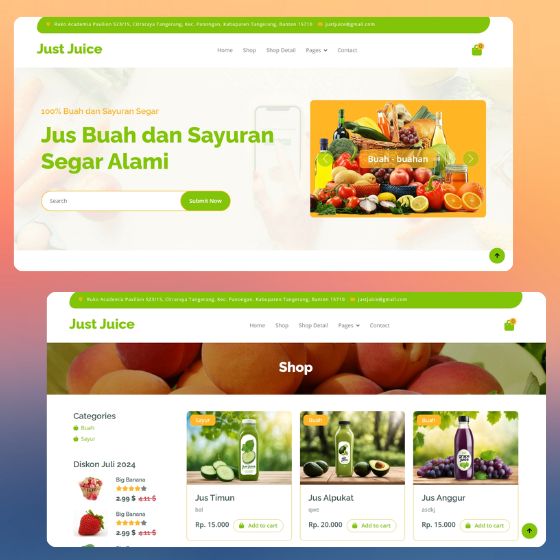 Ruko Academia Pavilion S23/15, Citraraya Tangerang, Kec. Panongan, Kabupaten Tangerang, Banten 15710 justjuice@gmail.com
Just Juice
Home Shop Shop Detail Pages Contact
100% Buah dan Sayuran Segar
Jus Buah dan Sayuran
Segar Alami
Buah - buahan
Search
Submit Now
Ruko Academia Pavilion S23/15, Citraraya Tangerang, Kec. Panongan, Kabupaten Tangerang, Banten 15710 justjuice@gmail.com
Just Juice
Home Shop Shop Detail Pages Contact
Shop
Categories
Buah
Sayur
Diskon Juli 2024
Big Banana
2.99 $ 4.11 $
Big Banana
2.99 $ 4.11 $
Sayur
Jus Timun
Rp. 15.000 Add to cart
Buah
Jus Alpukat
Rp. 20.000 Add to cart
Buah
grape
juice
Jus Anggur
Rp. 15.000 Add to cart